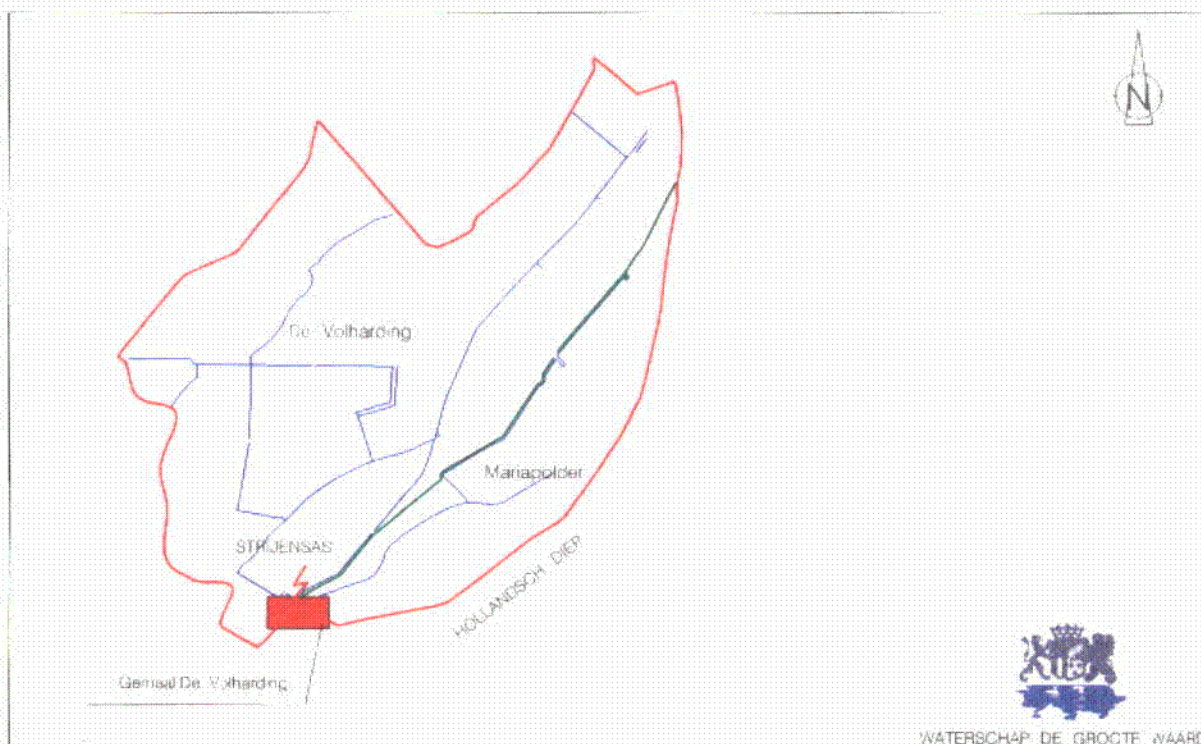 N
De Volharding
Mariapolder
STRIJENSAS
HOLLANDSCH DIEP
Gemaal De Volharding
WATERSCHAP DE GROOTE WAARD